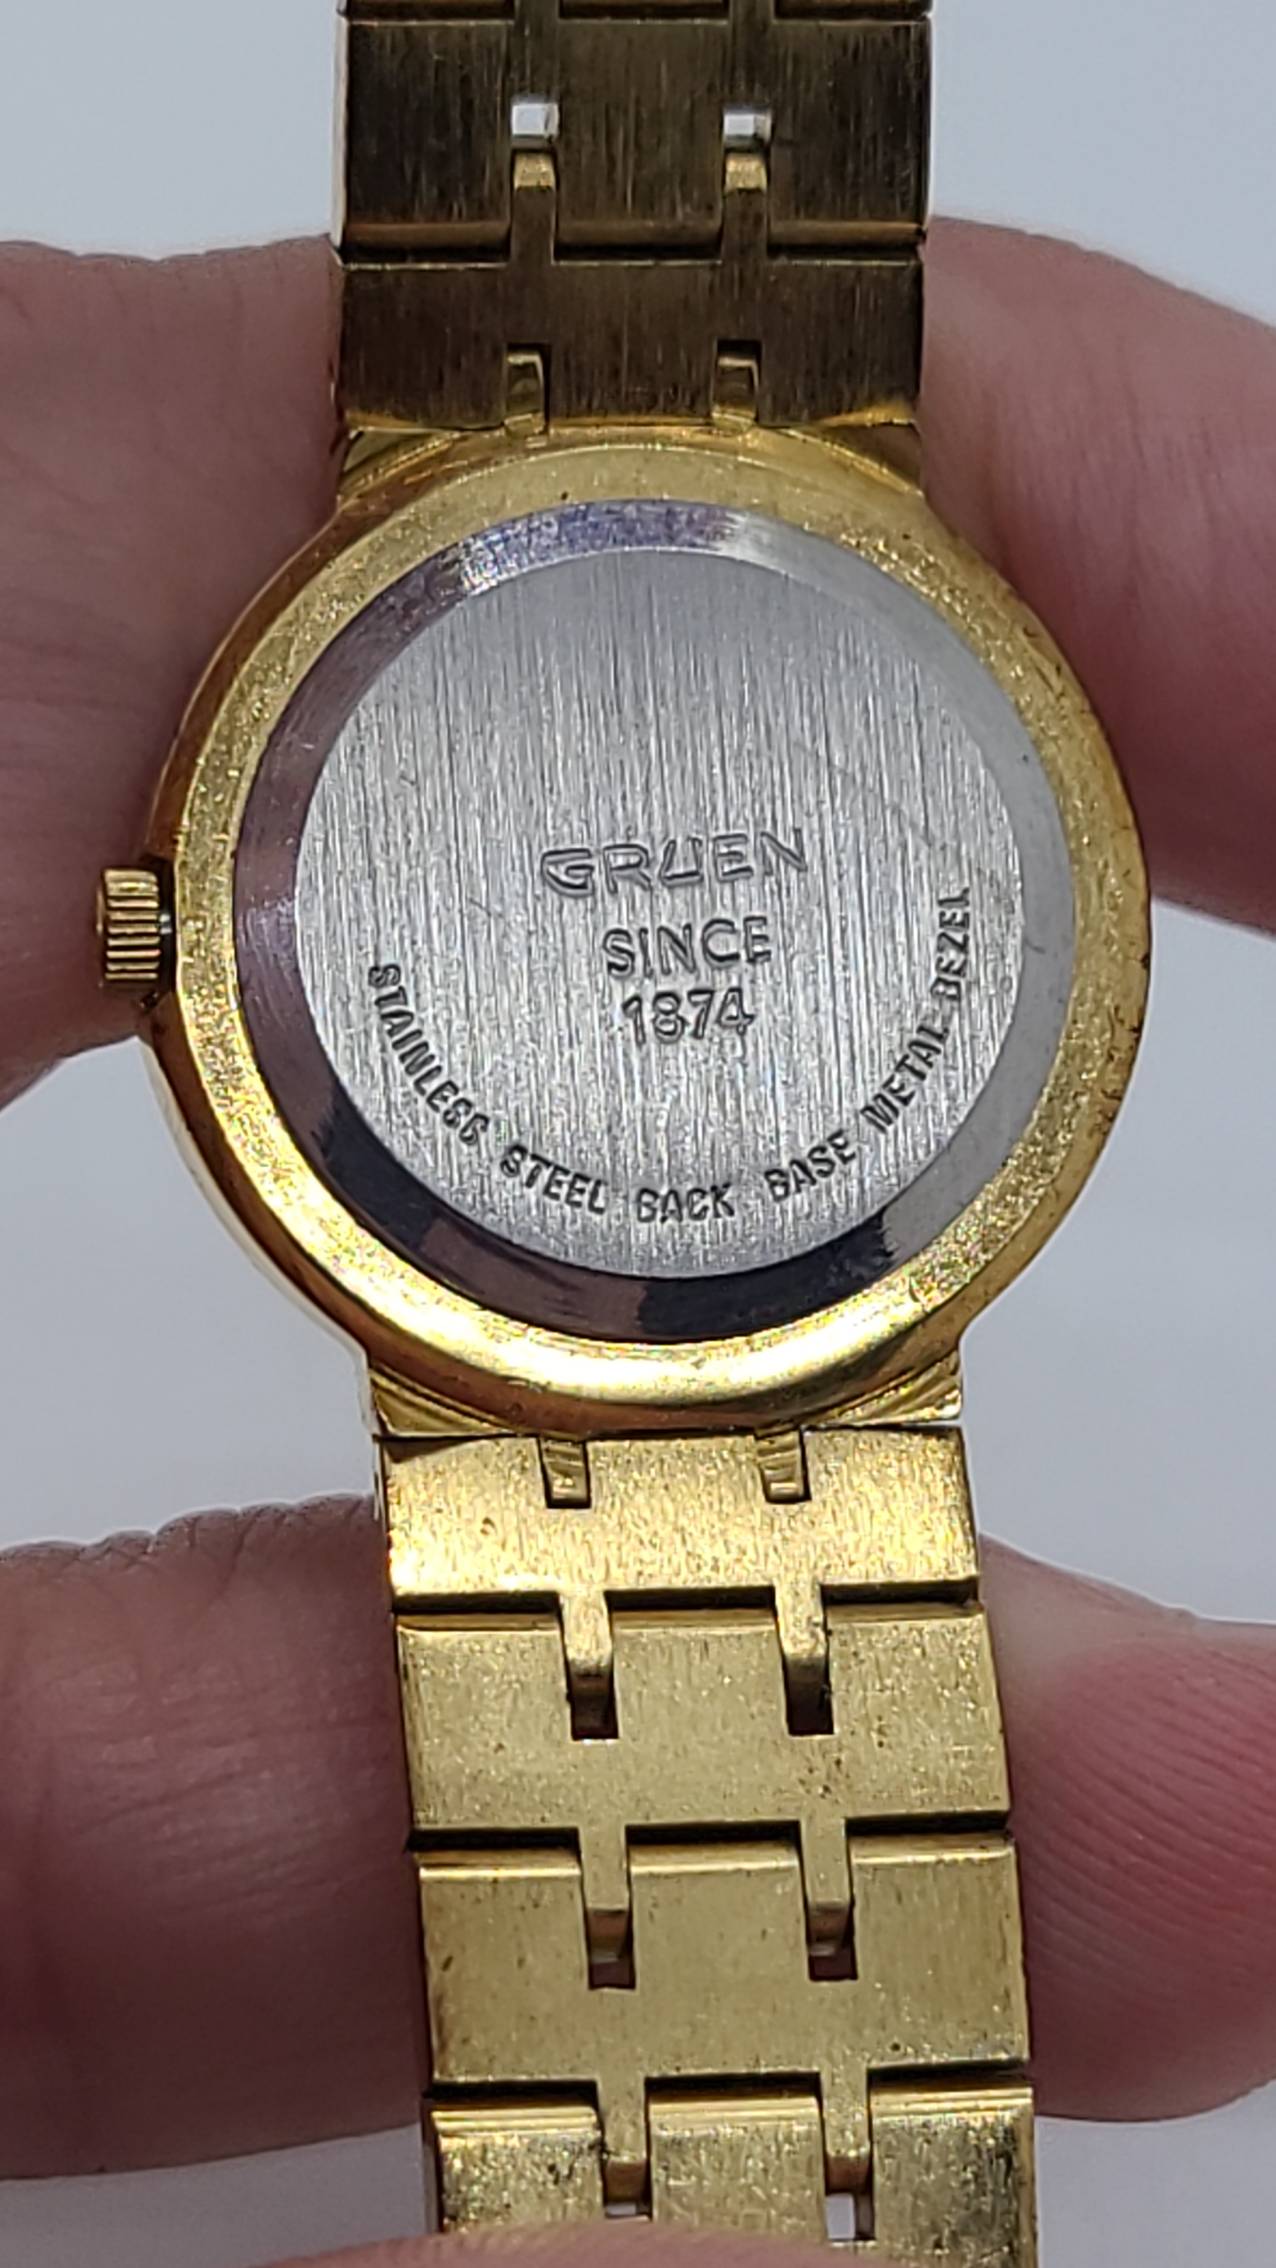 GRUEN
SINCE
1874
STAINLESS STEEL BACK BASE METAL BEZEL